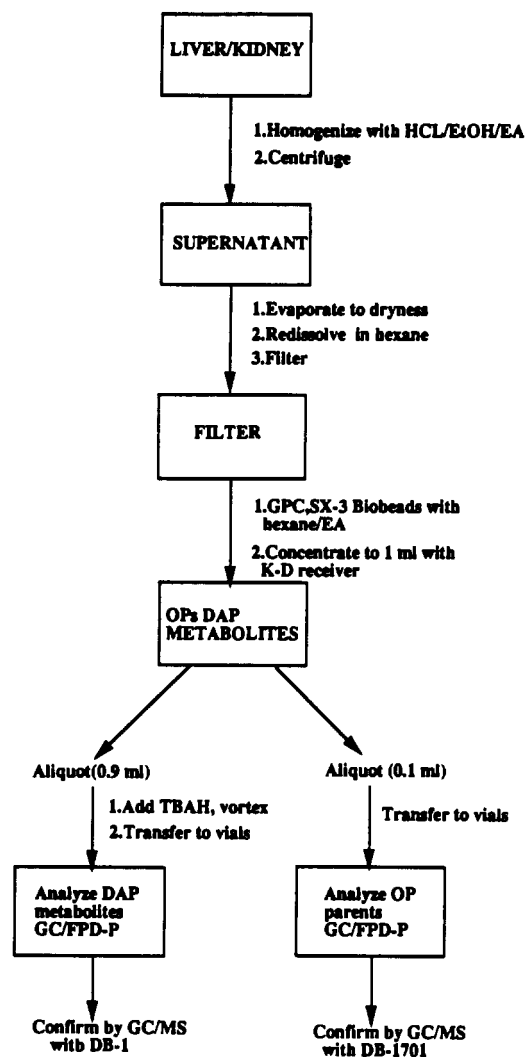 LIVER/KIDNEY
1.Homogenize with HCL/EtOH/EA
2.Centrifuge
SUPERNATANT
1.Evaporate to dryness
2.Redissolve in hexane
3.Filter
FILTER
1.GPC,SX-3 Biobeads with
hexane/EA
2.Concentrate to 1 ml with
K-D receiver
OPs DAP
METABOLITES
Aliquot(0.9 ml)
1.Add TBAH, vortex
2.Transfer to vials
Analyze DAP
metabolites
GC/FPD-P
Confirm by GC/MS
with DB-1
Aliquot (0.1 ml)
Transfer to vials
Analyze OP
parents
GC/FPD-P
Confirm by GC/MS
with DB-1701